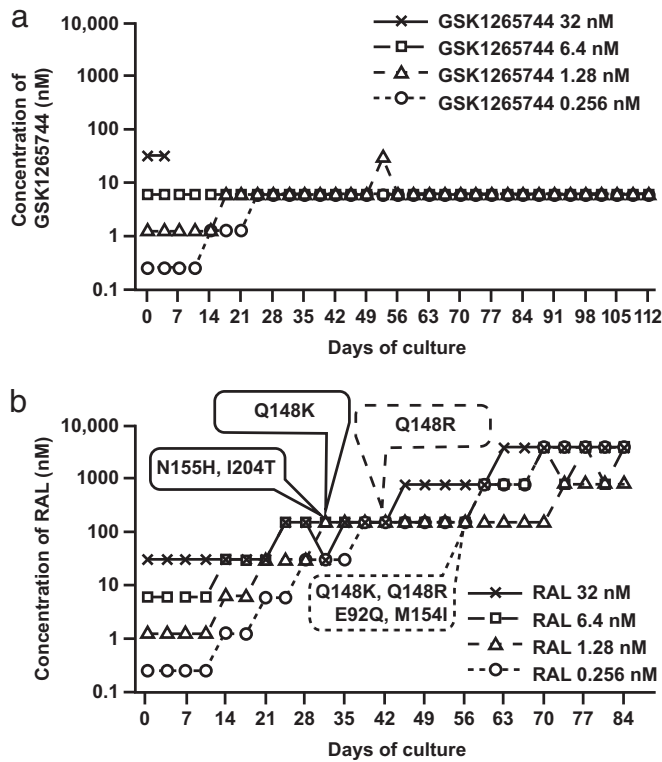 a
10,000
1000
100
10
1
0.1
Concentration of
GSK1265744 (nM)
GSK1265744 32 nM
GSK1265744 6.4 nM
GSK1265744 1.28 nM
GSK1265744 0.256 nM
0 7 14 21 28 35 42 49 56 63 70 77 84 91 98 105 112
Days of culture
b
10,000
1000
100
10
1
0.1
Concentration of RAL (nM)
Q148K
Q148R
N155H, I204T
Q148K, Q148R
E92Q, M154I
RAL 32 nM
RAL 6.4 nM
RAL 1.28 nM
RAL 0.256 nM
0 7 14 21 28 35 42 49 56 63 70 77 84
Days of culture